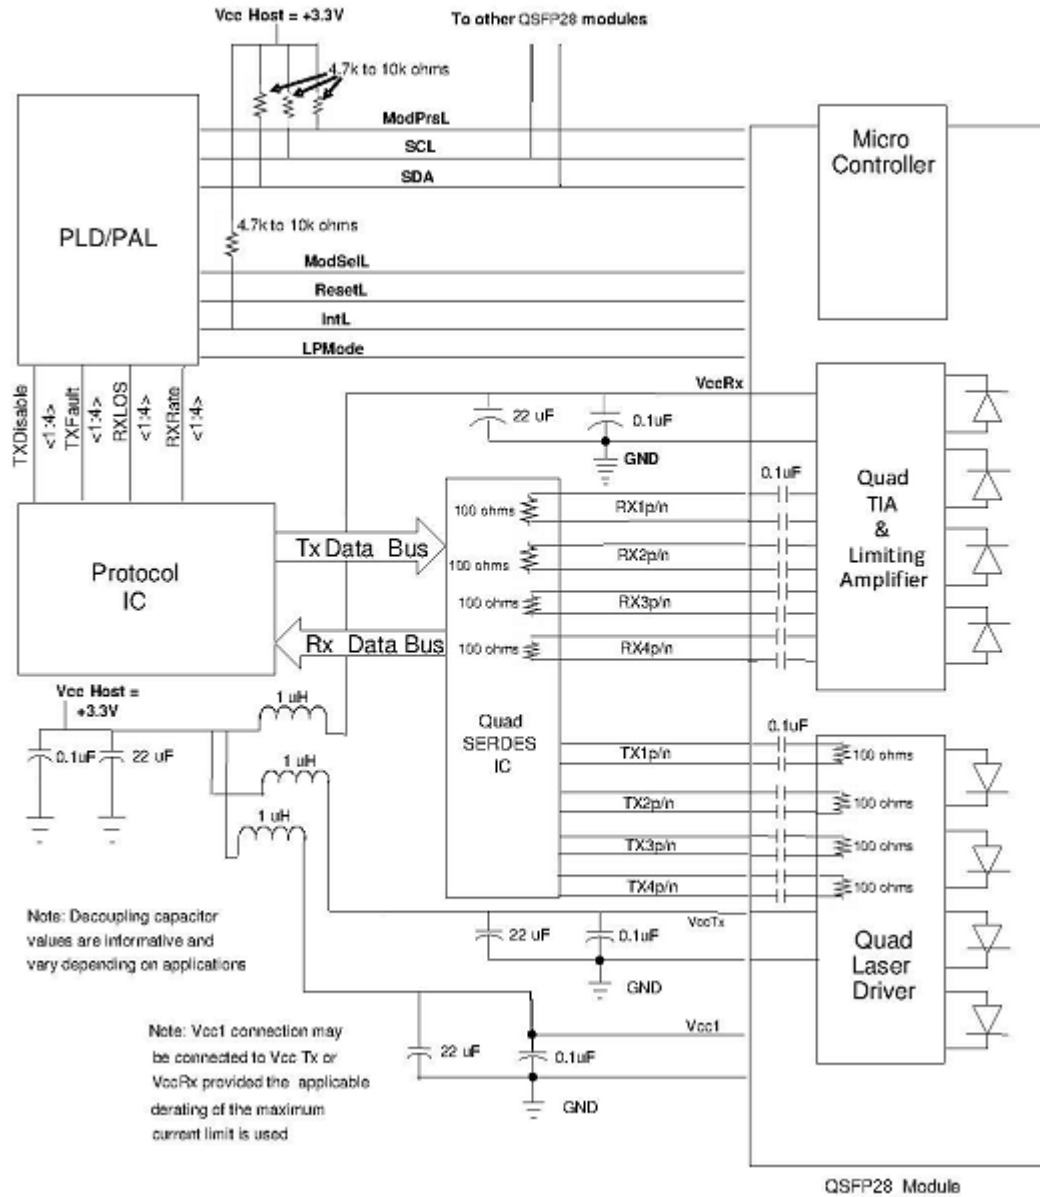 Vcc Host = +3.3V
To other QSFP28 modules
4.7k to 10k ohms
ModPrsL
SCL
SDA
Micro
Controller
PLD/PAL
4.7k to 10k ohms
ModSelL
ResetL
IntL
LPMode
TXDisable
<1:4>
TXFault
<1:4>
RXLOS
<1:4>
RXRate
<1:4>
VccRx
22 uF
0.1uF
GND
Protocol
IC
Tx Data Bus
Rx Data Bus
100 ohms
100 ohms
100 ohms
100 ohms
Quad
SERDES
IC
RX1p/n
RX2p/n
RX3p/n
RX4p/n
0.1uF
Quad
TIA
&
Limiting
Amplifier
Vcc Host =
+3.3V
0.1uF
22 uF
1 uH
1 uH
1 uH
TX1p/n
TX2p/n
TX3p/n
TX4p/n
0.1uF
100 ohms
100 ohms
100 ohms
100 ohms
Quad
Laser
Driver
Note: Decoupling capacitor
values are informative and
vary depending on applications
VccTx
22 uF
0.1uF
GND
Note: Vcc1 connection may
be connected to Vcc Tx or
VccRx provided the applicable
derating of the maximum
current limit is used
Vcc1
22 uF
0.1uF
GND
QSFP28 Module